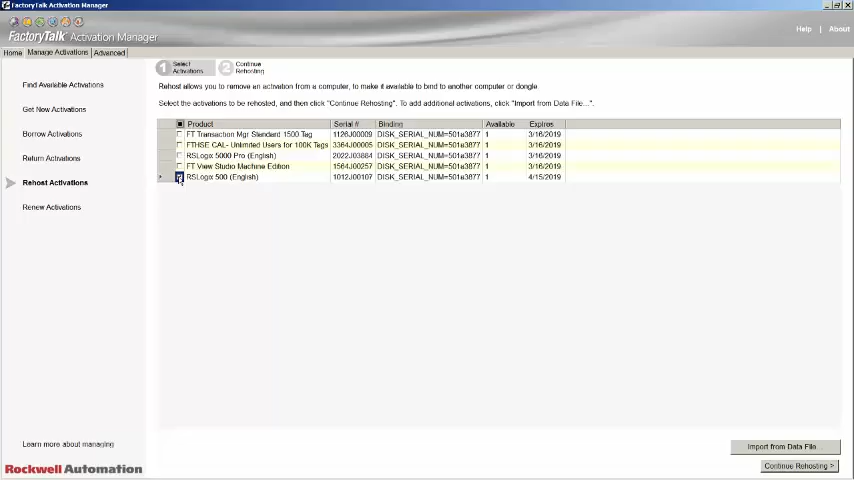 FactoryTalk Activation Manager
FactoryTalk Activation Manager
Help | About
Home Manage Activations Advanced
Find Available Activations
Get New Activations
Borrow Activations
Return Activations
Rehost Activations
Renew Activations
1 Select Activations 2 Continue Rehosting
Rehost allows you to remove an activation from a computer, to make it available to bind to another computer or dongle
Select the activations to be rehosted, and then click "Continue Rehosting". To add additional activations, click "Import from Data File...".
Product Serial # Binding Available Expires
FT Transaction Mgr Standard 1500 Tag 1126J00009 DISK_SERIAL_NUM=501a3877 1 3/16/2019
FTHSE CAL- Unlimited Users for 100K Tags 3364J00005 DISK_SERIAL_NUM=501a3877 1 3/16/2019
RSLogix 5000 Pro (English) 2022J03884 DISK_SERIAL_NUM=501a3877 1 3/16/2019
FT View Studio Machine Edition 1564J00257 DISK_SERIAL_NUM=501a3877 1 3/16/2019
RSLogix 500 (English) 1012J00107 DISK_SERIAL_NUM=501a3877 1 4/15/2019
Learn more about managing
Import from Data File
Continue Rehosting >
Rockwell Automation